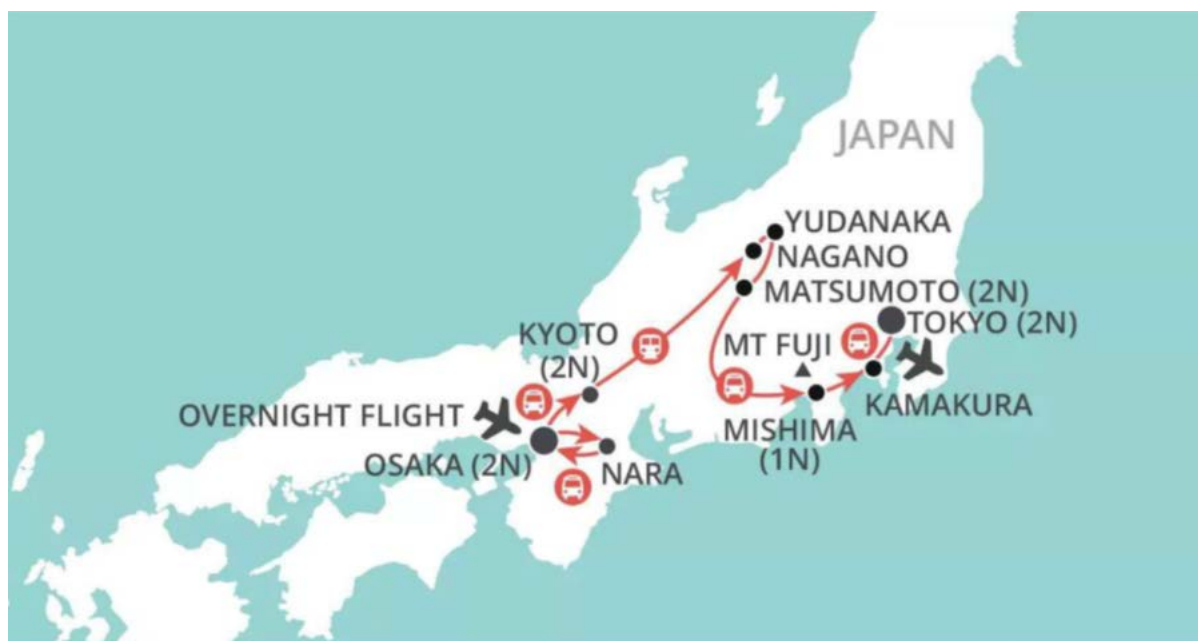 JAPAN
YUDANAKA
NAGANO
MATSUMOTO (2N)
TOKYO (2N)
KYOTO
(2N)
MT FUJI
KAMAKURA
OVERNIGHT FLIGHT
MISHIMA
(1N)
OSAKA (2N)
NARA